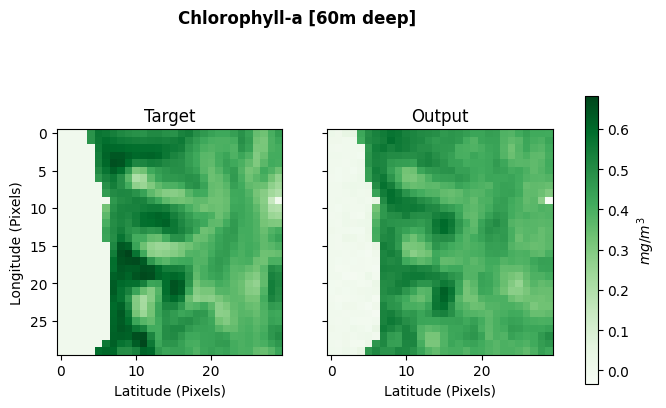 Chlorophyll-a [60m deep]
Target
Output
0
5
10
15
20
25
Longitude (Pixels)
0 10 20
Latitude (Pixels)
0 10 20
Latitude (Pixels)
0.6
0.5
0.4
0.3
0.2
0.1
0.0
mg/m³